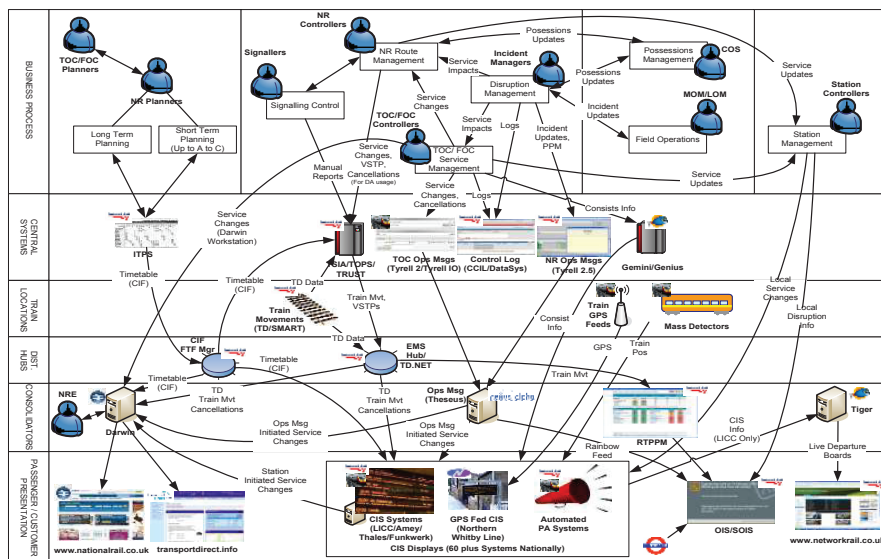 BUSINESS PROCESS
TOC/FOC
Planners
NR Planners
Long Term
Planning
Short Term
Planning
(Up to A to C)
Signallers
Signalling Control
NR
Controllers
NR Route
Management
Service
Impacts
Incident
Managers
Disruption
Management
Possessions
Updates
Possessions
Management
COS
Possessions
Updates
Service
Updates
Station
Controllers
Station
Management
MOM/LOM
Incident
Updates
Field Operations
Service
Changes
TOC/FOC
Controllers
Service
Impacts
Logs
Incident
Updates,
PPM
TOC/ FOC
Service
Management
Manual
Reports
Service
Changes,
VSTP,
Cancellations
(For DA usage)
Service
Changes,
Cancellations
Logs
Consists Info
Service
Updates
CENTRAL
SYSTEMS
ITPS
Service
Changes
(Darwin
Workstation)
TSIA/TOPS/
TRUST
TOC Ops Msgs
(Tyrell 2/Tyrell IO)
Control Log
(CCIL/DataSys)
NR Ops Msgs
(Tyrell 2.5)
Gemini/Genius
TRAIN
LOCATIONS
Timetable
(CIF)
Timetable
(CIF)
TD Data
Train
Movements
(TD/SMART)
Train Mvt,
VSTPs
Consist
Info
Train
GPS
Feeds
Mass Detectors
Local
Service
Changes
Local
Disruption
Info
DIST.
HUBS
CIF
FTF Mgr
Timetable
(CIF)
TD Data
EMS
Hub/
TD.NET
Train Mvt
GPS
Train
Pos
CONSOLIDATORS
NRE
Darwin
Timetable
(CIF)
TD
Train Mvt
Cancellations
TD
Train Mvt
Cancellations
Ops Msg
(Theseus)
RTPPM
CIS
Info
(LICC Only)
Tiger
Ops Msg
Initiated Service
Changes
Ops Msg
Initiated Service
Changes
Rainbow
Feed
Live Departure
Boards
PASSENGER / CUSTOMER
PRESENTATION
Station
Initiated Service
Changes
www.nationalrail.co.uk
transportdirect.info
CIS Systems
(LICC/Amey/
Thales/Funkwerk)
GPS Fed CIS
(Northern
Whitby Line)
Automated
PA Systems
CIS Displays (60 plus Systems Nationally)
OIS/SOIS
www.networkrail.co.uk